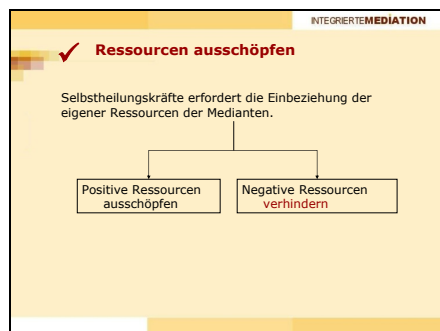 INTEGRIERTEMEDIATION
Ressourcen ausschöpfen
Selbstheilungskräfte erfordert die Einbeziehung der
eigener Ressourcen der Medianten.
Positive Ressourcen
ausschöpfen
Negative Ressourcen
verhindern